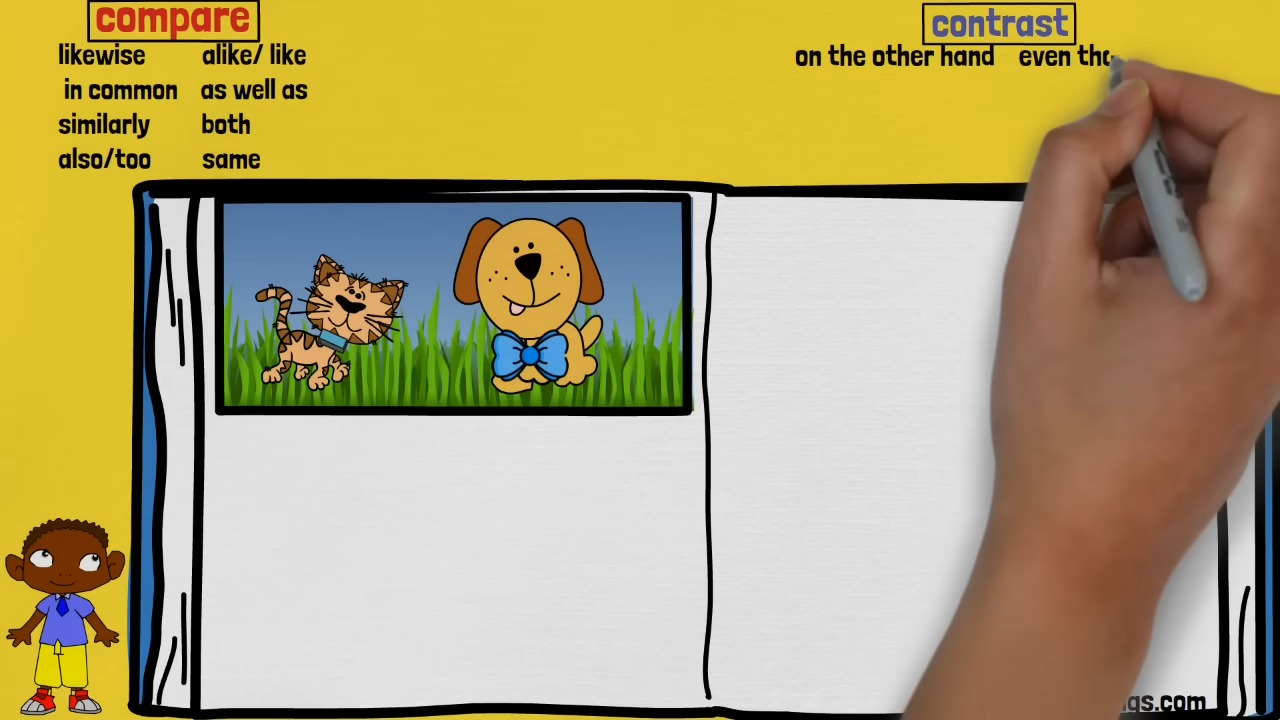 compare
likewise alike/ like
in common as well as
similarly both
also/too same
contrast
on the other hand even